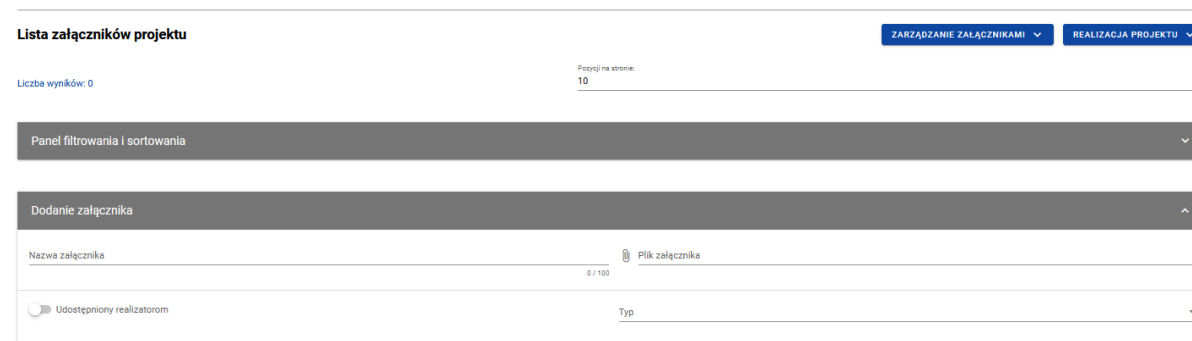 Lista załączników projektu
ZARZĄDZANIE ZAŁĄCZNIKAMI
REALIZACJA PROJEKTU
Liczba wyników: 0
Pozycji na stronie:
10
Panel filtrowania i sortowania
Dodanie załącznika
Nazwa załącznika
0 / 100
Plik załącznika
Udostępniony realizatorom
Typ